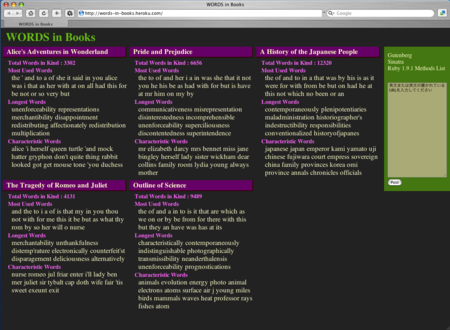 WORDS in Books
http://words-in-books.heroku.com/
Google
WORDS in Books
WORDS in Books
Alice's Adventures in Wonderland
Total Words in Kind : 3302
Most Used Words
the ' and to a of she it said in you alice
was i that as her with at on all had this for
be not or so very but
Longest Words
unenforceability representations
merchantability disappointment
redistributing affectionately redistribution
multiplication
Characteristic Words
alice 'i herself queen turtle 'and mock
hatter gryphon don't quite thing rabbit
looked got get mouse tone 'you duchess
Pride and Prejudice
Total Words in Kind : 6656
Most Used Words
the to of and her i a in was she that it not
you he his be as had with for but is have
at mr him on my by
Longest Words
communicativeness misrepresentation
disinterestedness incomprehensible
unenforceability superciliousness
discontentedness superintendence
Characteristic Words
mr elizabeth darcy mrs bennet miss jane
bingley herself lady sister wickham dear
collins family room lydia young always
mother
A History of the Japanese People
Total Words in Kind : 12320
Most Used Words
the of and to in a that was by his is as it
were for with from be but on had he at
this not which no been or an
Longest Words
contemporaneously plenipotentiaries
maladministration historiographer's
indestructibility responsibilities
conventionalized historyofjapanes
Characteristic Words
japanese japan emperor kami yamato uji
chinese fujiwara court empress sovereign
china family provinces korea omi
province annals chronicles officials
Gutenberg
Sinatra
Ruby 1.9.1 Methods List
Post
The Tragedy of Romeo and Juliet
Total Words in Kind : 4131
Most Used Words
and the to i a of is that my in you thou
not with for me this it be but as what thy
rom by so her will o nurse
Longest Words
merchantability unthankfulness
distemp'rature electronically counterfeit'st
disparagement deliciousness alternatively
Characteristic Words
nurse romeo jul friar enter i'll lady ben
mer juliet sir tybalt cap doth wife fair 'tis
sweet exeunt exit
Outline of Science
Total Words in Kind : 9409
Most Used Words
the of and a in to is it that are which as
we on or by be from for there with this
but they an have was has at its
Longest Words
characteristically contemporaneously
indistinguishable photographically
transmissibility neanderthalensis
unenforceability prognostications
Characteristic Words
animals evolution energy photo animal
electrons atoms surface air j young miles
birds mammals waves heat professor rays
fishes atom